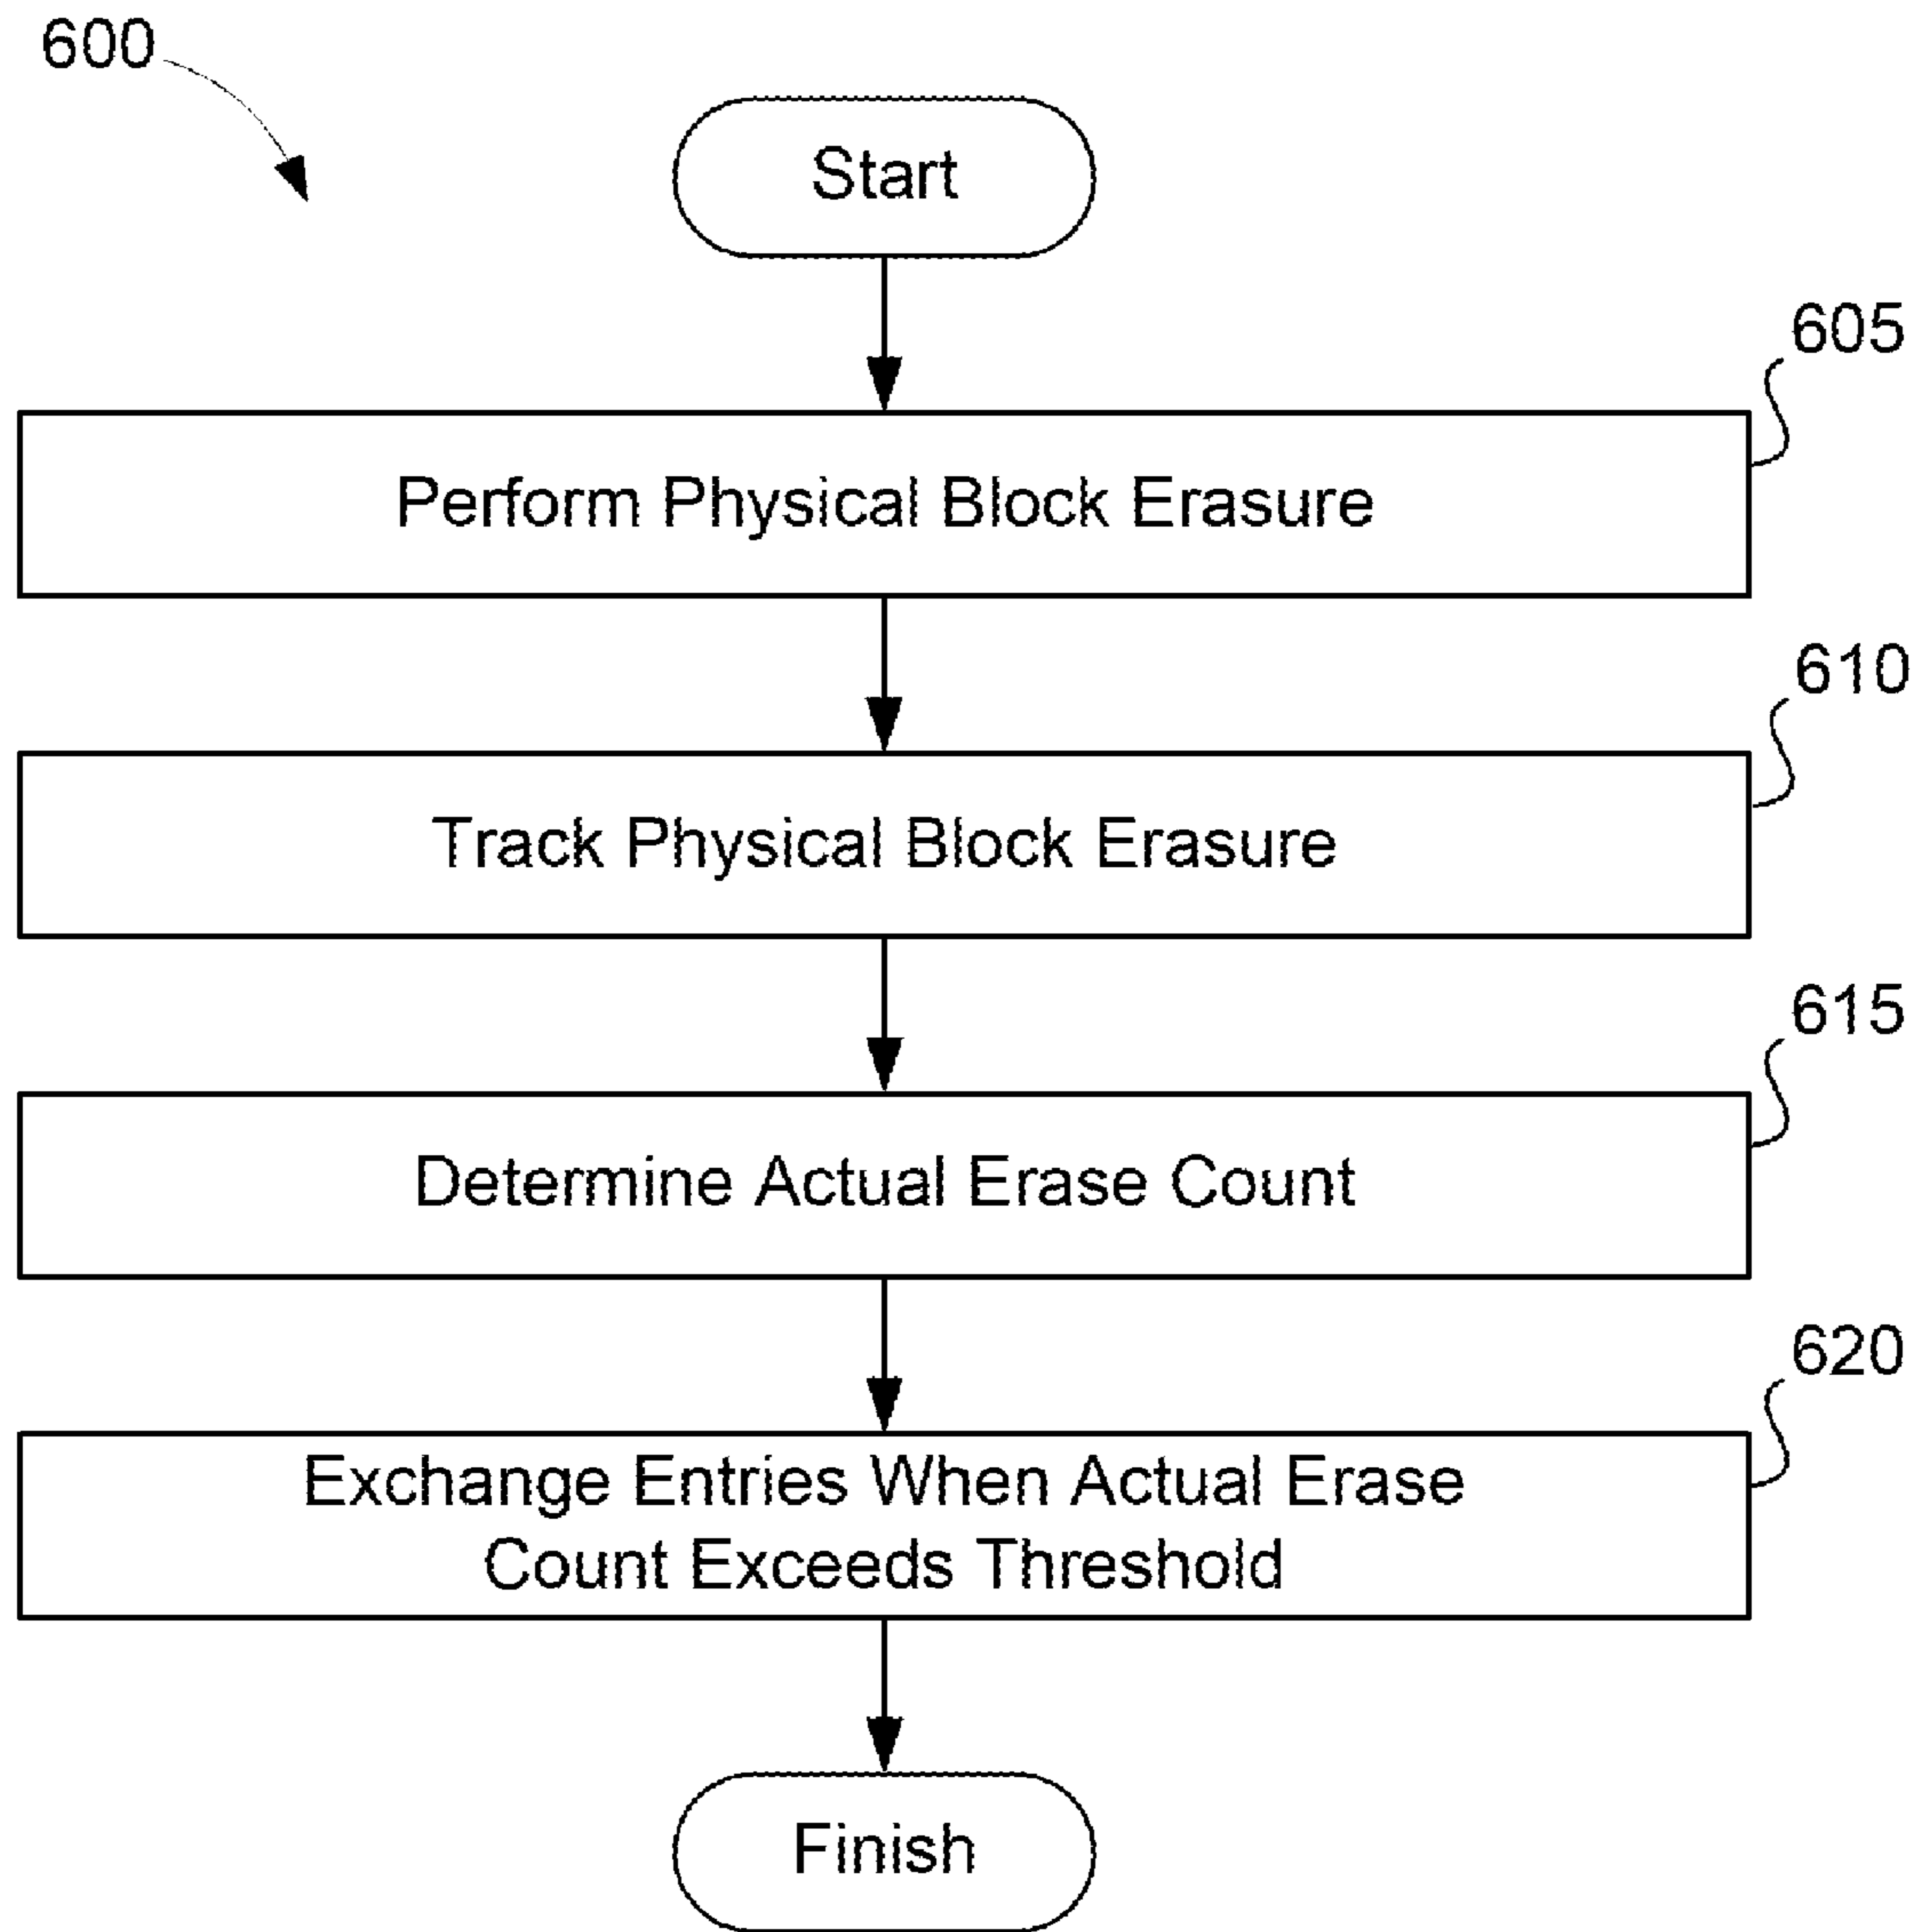 600
Start
605
Perform Physical Block Erasure
610
Track Physical Block Erasure
615
Determine Actual Erase Count
620
Exchange Entries When Actual Erase
Count Exceeds Threshold
Finish